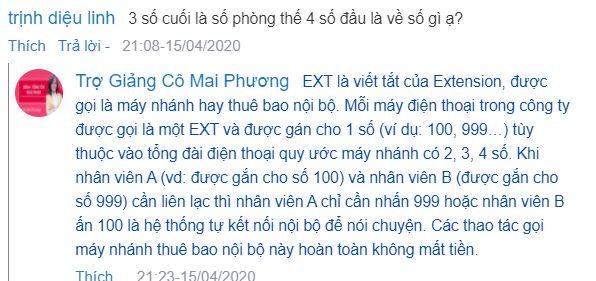 trịnh diệu linh 3 số cuối là số phòng thế 4 số đầu là về số gì ạ?
Thích Trả lời - 21:08-15/04/2020
Trợ Giảng Cô Mai Phương EXT là viết tắt của Extension, được
gọi là máy nhánh hay thuê bao nội bộ. Mỗi máy điện thoại trong công ty
được gọi là một EXT và được gán cho 1 số (ví dụ: 100, 999…) tùy
thuộc vào tổng đài điện thoại quy ước máy nhánh có 2, 3, 4 số. Khi
nhân viên A (vd: được gắn cho số 100) và nhân viên B (được gắn cho
số 999) cần liên lạc thì nhân viên A chỉ cần nhấn 999 hoặc nhân viên B
ấn 100 là hệ thống tự kết nối nội bộ để nói chuyện. Các thao tác gọi
máy nhánh thuê bao nội bộ này hoàn toàn không mất tiền.
Thích 21:23-15/04/2020